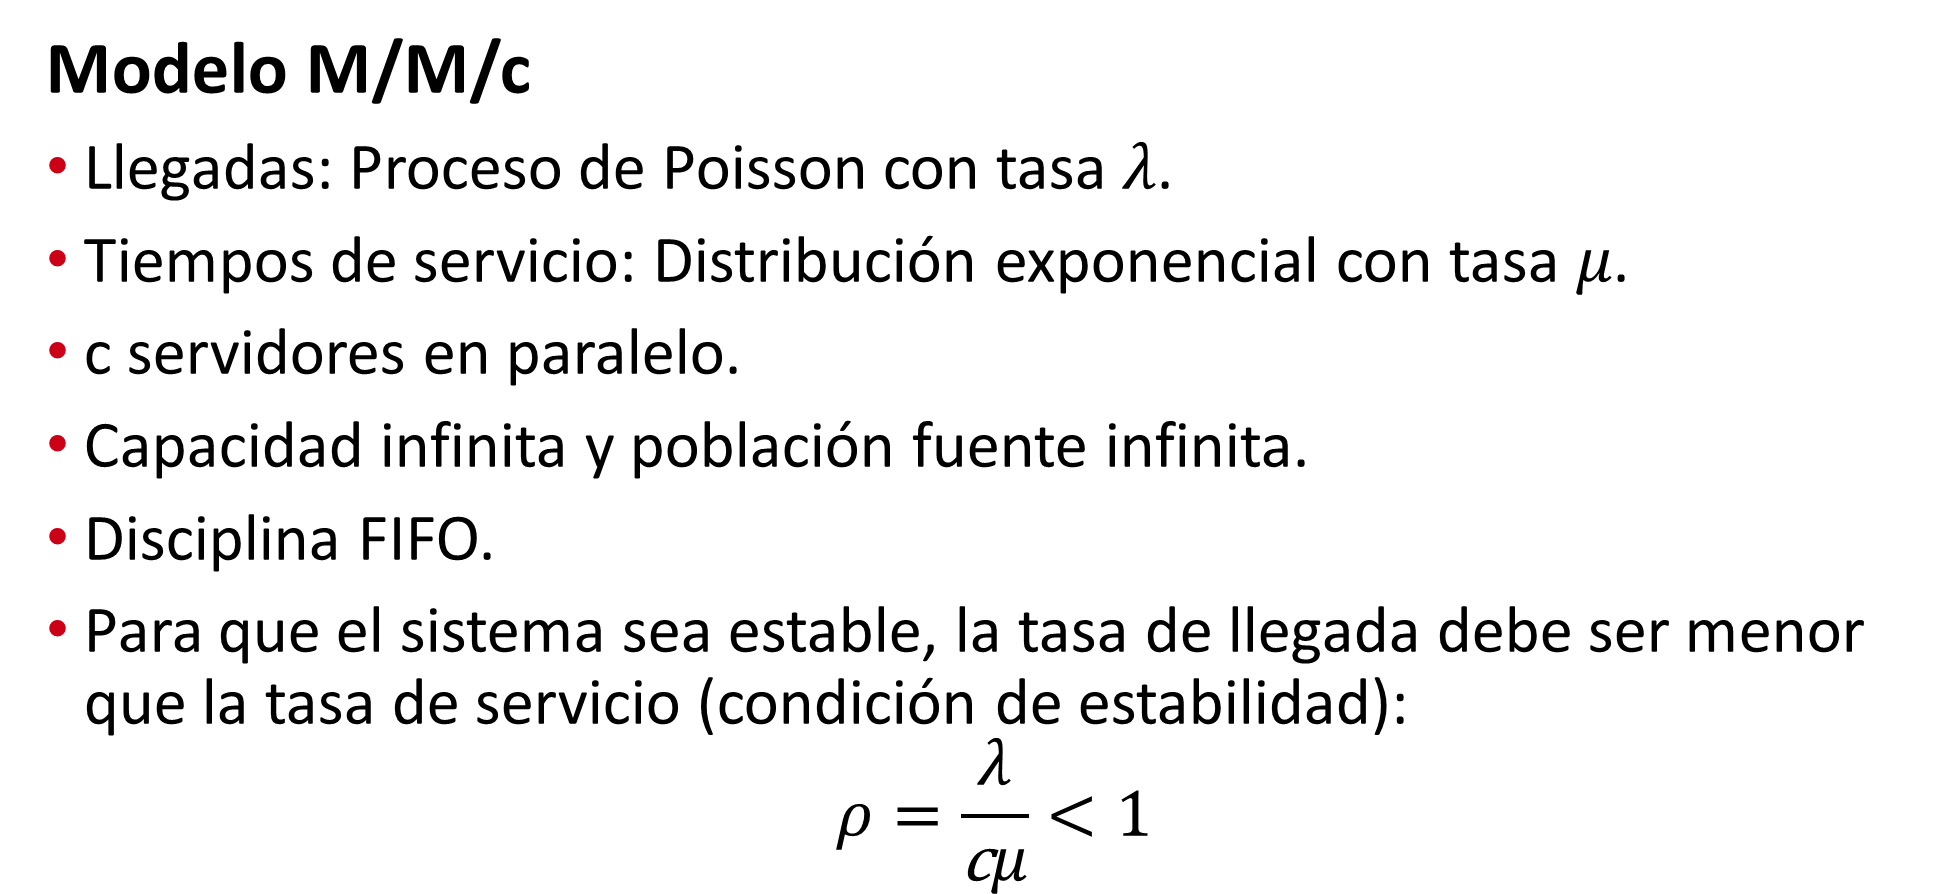 Modelo M/M/c
• Llegadas: Proceso de Poisson con tasa λ.
• Tiempos de servicio: Distribución exponencial con tasa μ.
• c servidores en paralelo.
• Capacidad infinita y población fuente infinita.
• Disciplina FIFO.
• Para que el sistema sea estable, la tasa de llegada debe ser menor
que la tasa de servicio (condición de estabilidad):
ρ = λ/cμ < 1